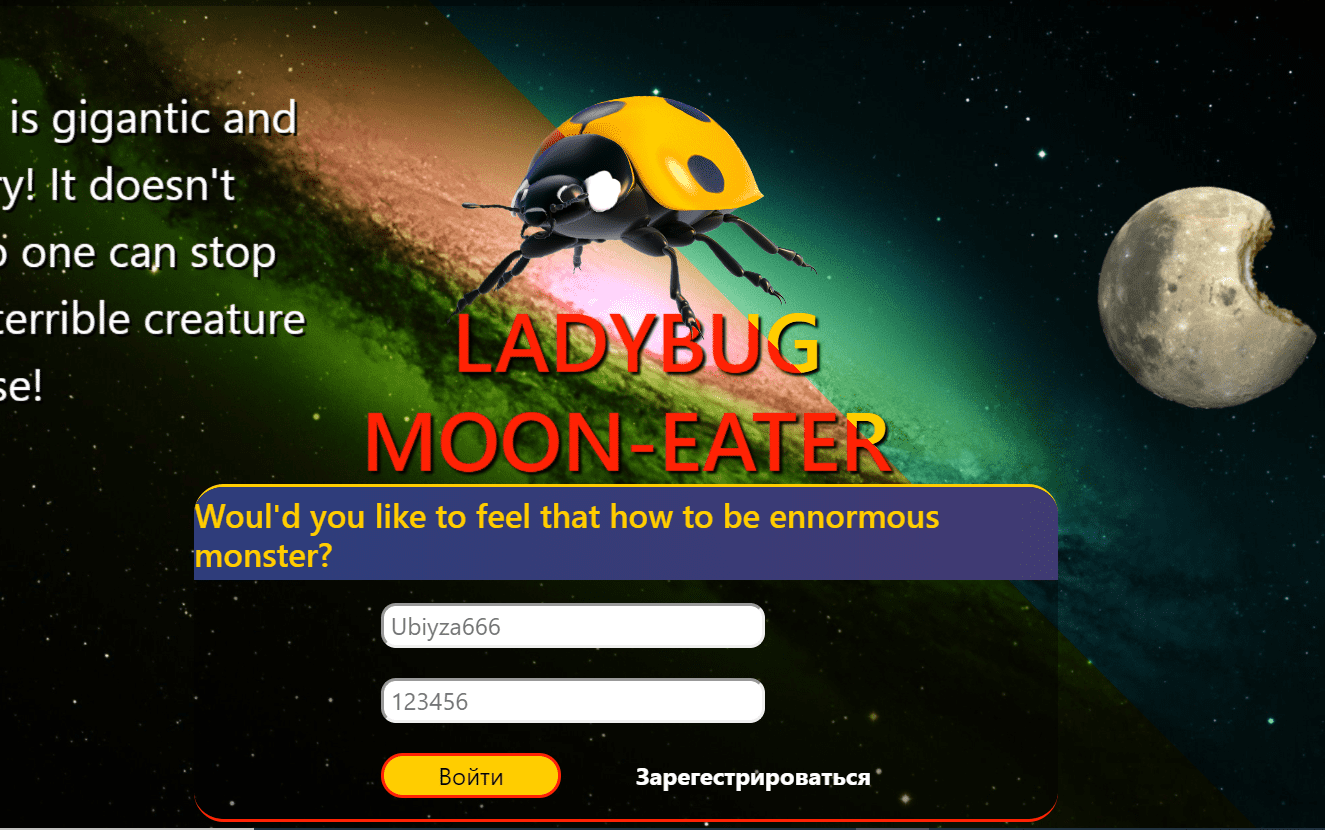 is gigantic and
y! It doesn't
o one can stop
terrible creature
se!
LADYBUG
MOON-EATER
Woul'd you like to feel that how to be ennormous
monster?
Ubiyza666
123456
Войти
Зарегестрироваться